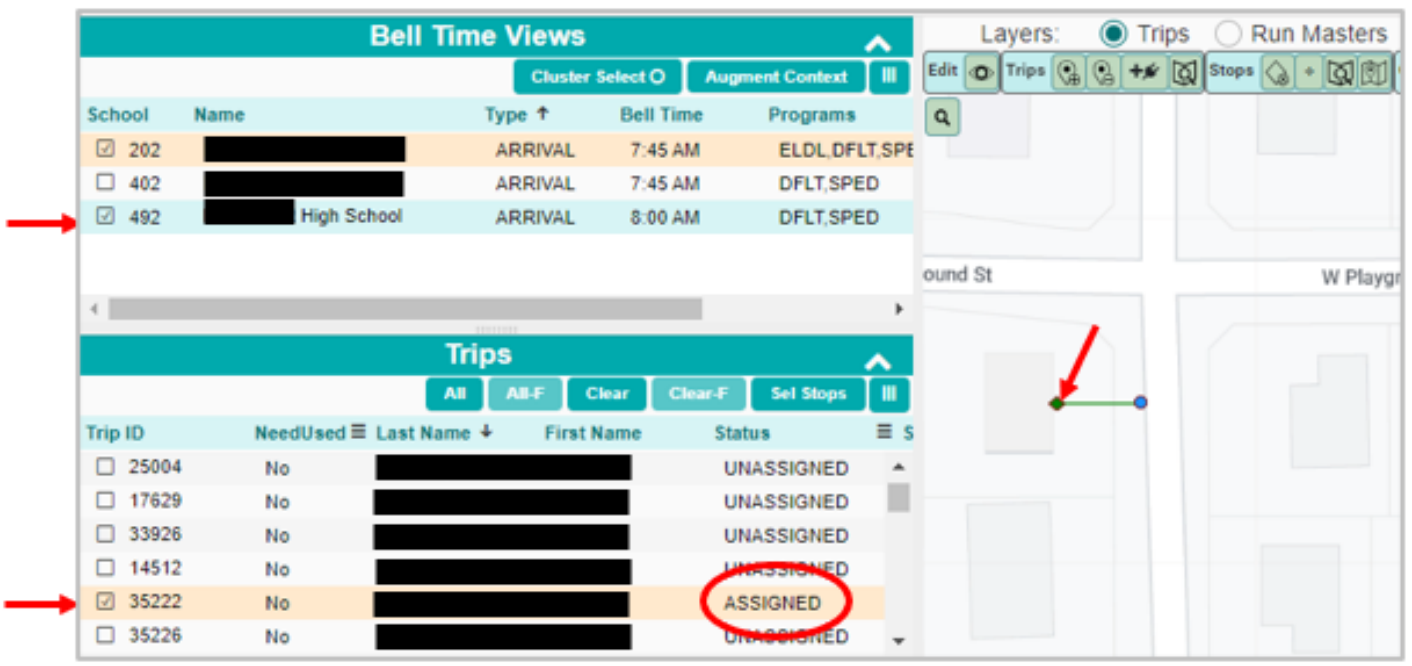 Bell Time Views
Cluster Select Augment Context
School Name Type Bell Time Programs
202 ARRIVAL 7:45 AM ELDL,DFLT,SPE
402 ARRIVAL 7:45 AM DFLT,SPED
492 High School ARRIVAL 8:00 AM DFLT,SPED
Trips
All All-F Clear Clear-F Sel Stops
Trip ID NeedUsed Last Name First Name Status S
25004 No UNASSIGNED
17629 No UNASSIGNED
33926 No UNASSIGNED
14512 No UNASSIGNED
35222 No ASSIGNED
35226 No UNASSIGNED
Layers: Trips Run Masters
Edit Trips Stops
ound St W Playgr